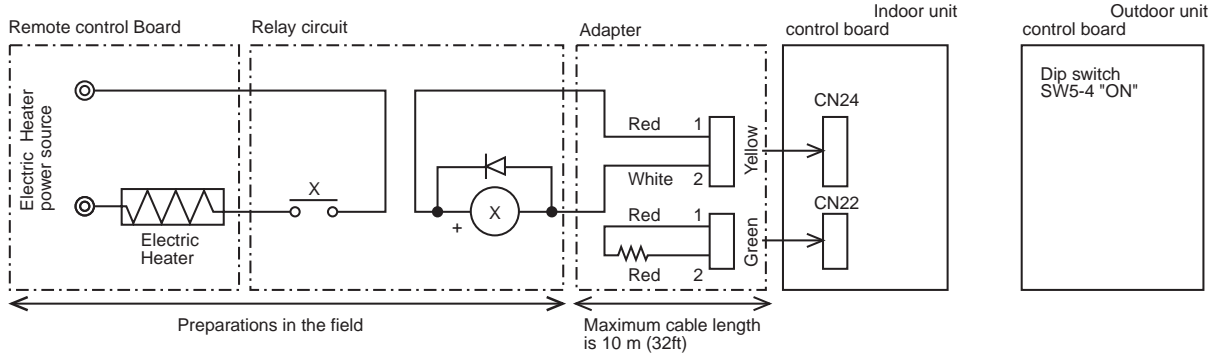 Remote control Board
Relay circuit
Adapter
Indoor unit
control board
Outdoor unit
control board
Electric Heater
power source
Electric
Heater
X
X
+
Red 1
White 2
Yellow
Red 1
Red 2
Green
CN24
CN22
Dip switch
SW5-4 "ON"
Preparations in the field
Maximum cable length
is 10 m (32ft)